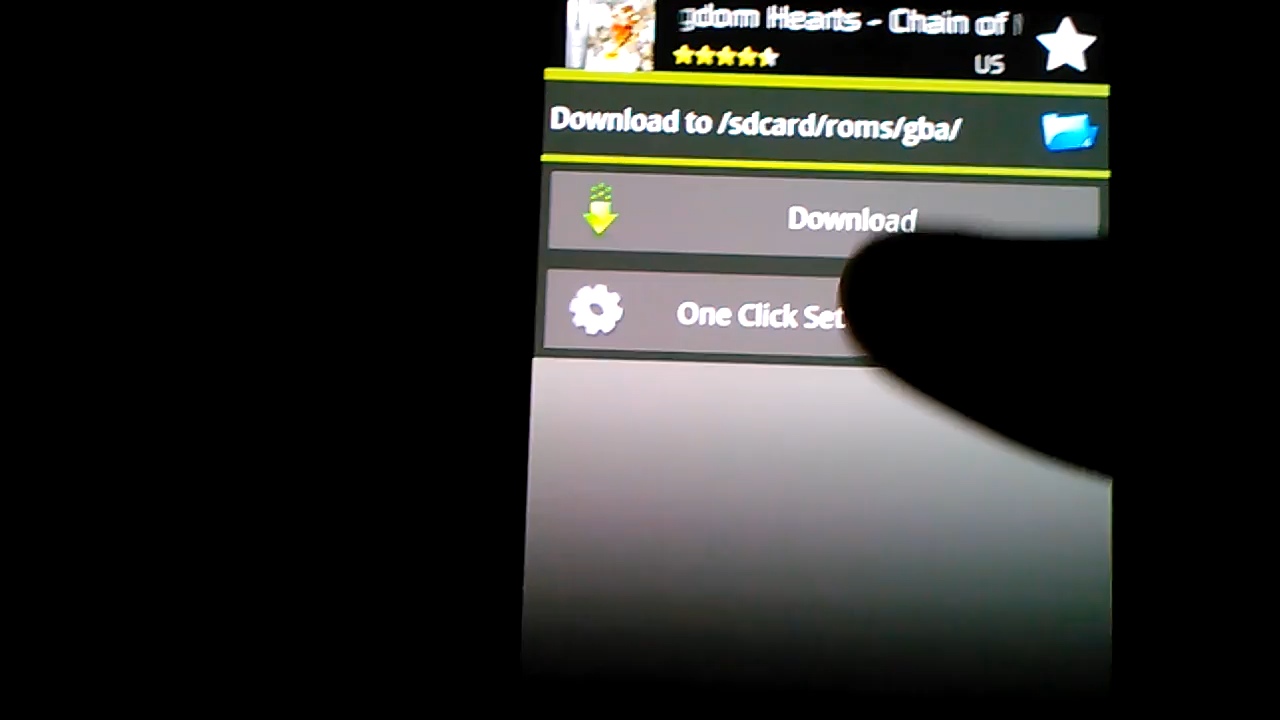 gdom Hearts - Chain of
US
Download to /sdcard/roms/gba/
Download
One Click Set